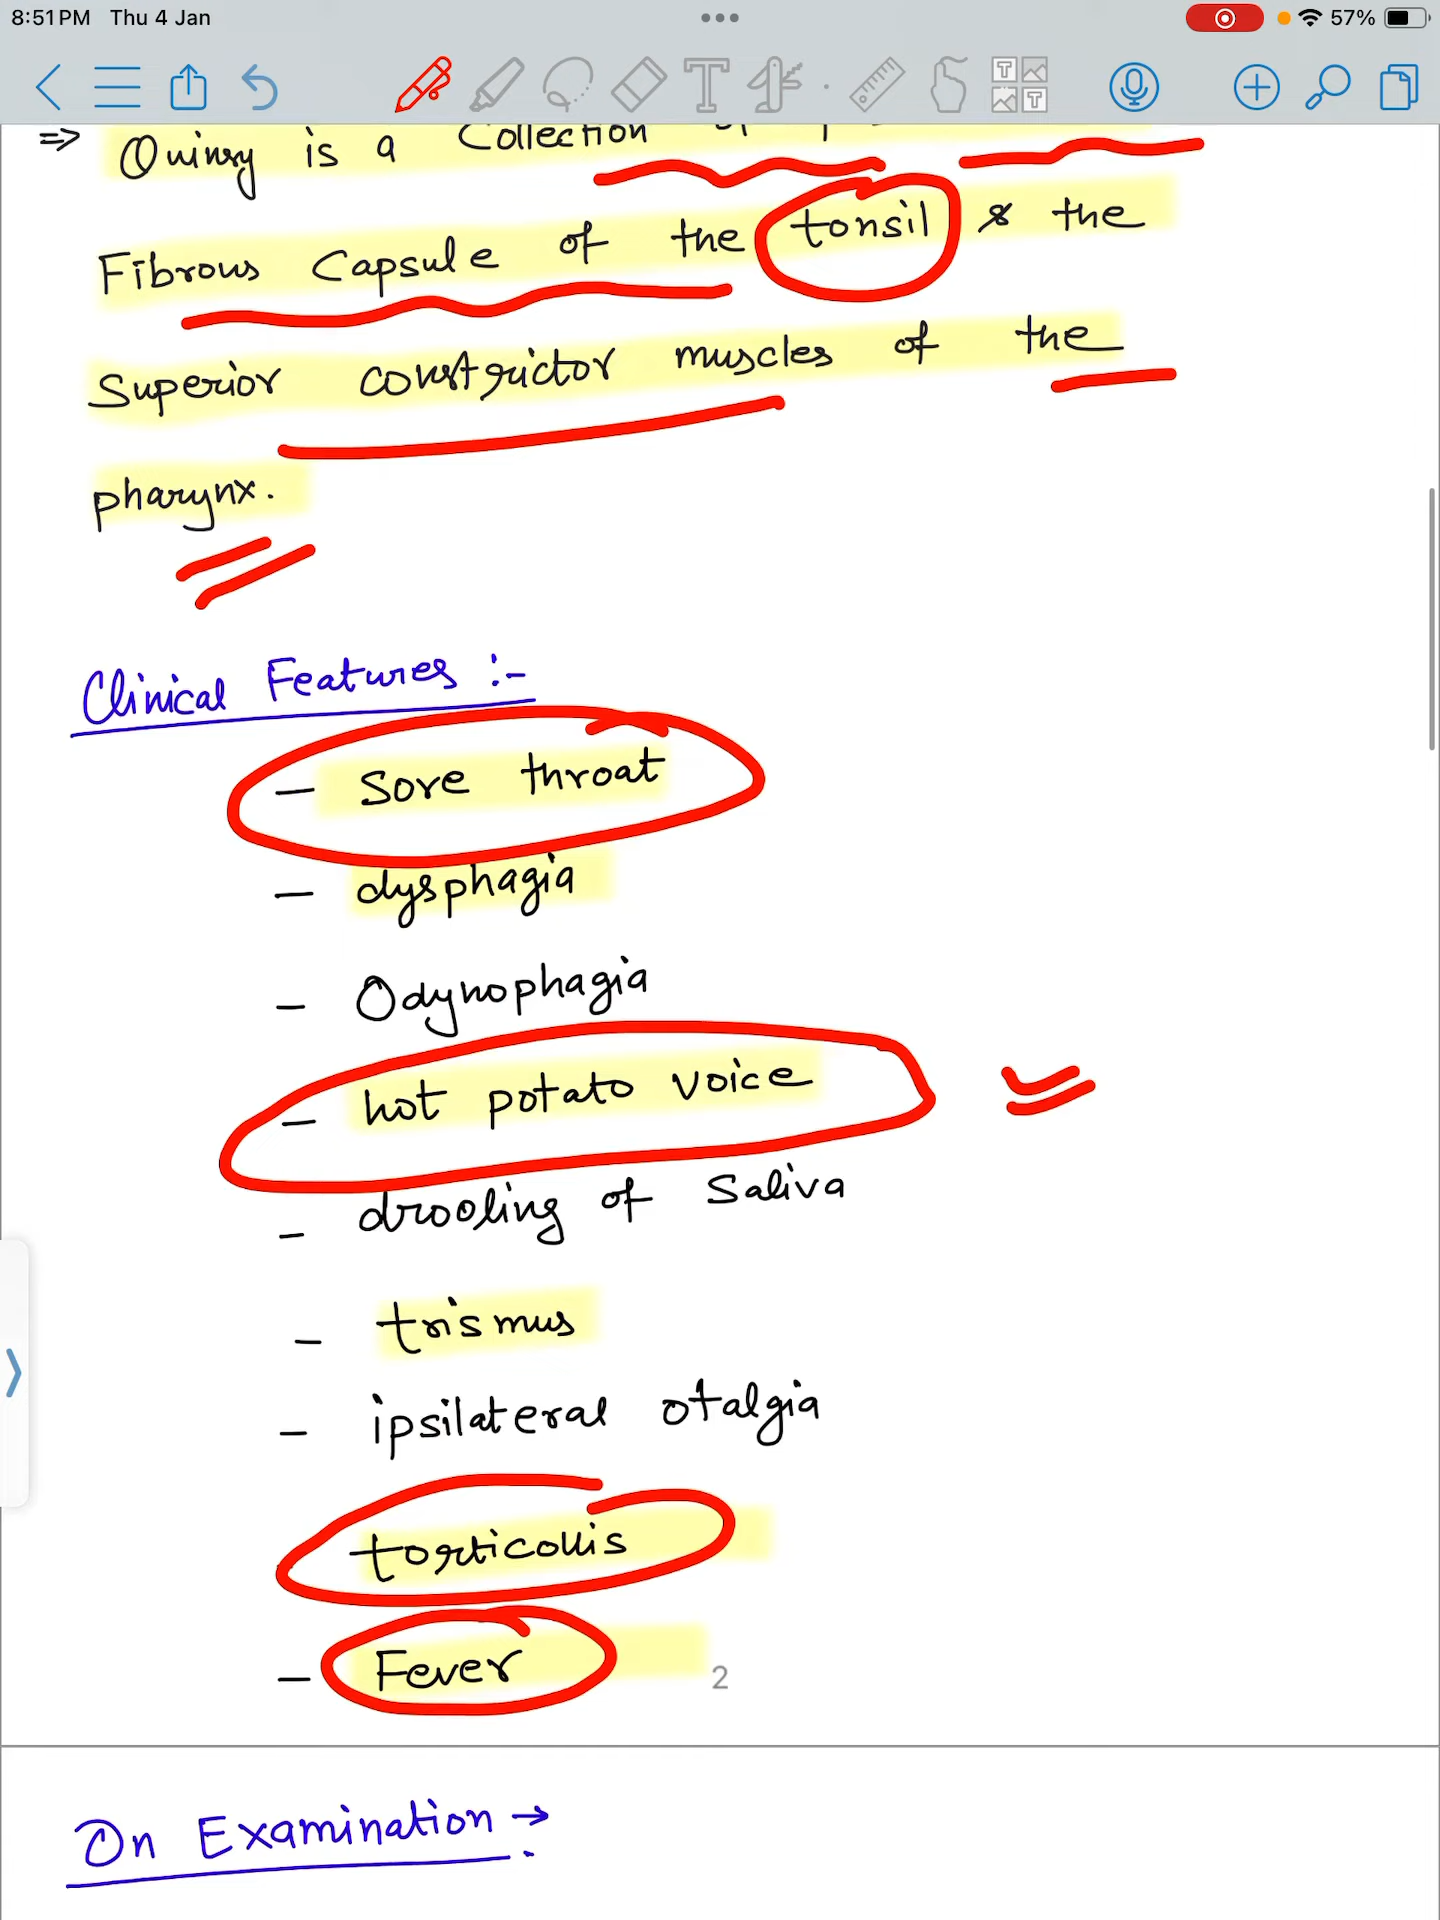 8:51 PM Thu 4 Jan
57%
=> Quinsy is a Collection
Fibrous Capsule of the tonsil & the
Superior constrictor muscles of the
pharynx.
Clinical Features :-
- Sore throat
- dysphagia
- Odynophagia
- hot potato voice
- drooling of Saliva
- trismus
- ipsilateral otalgia
torticollis
- Fever
2
On Examination →